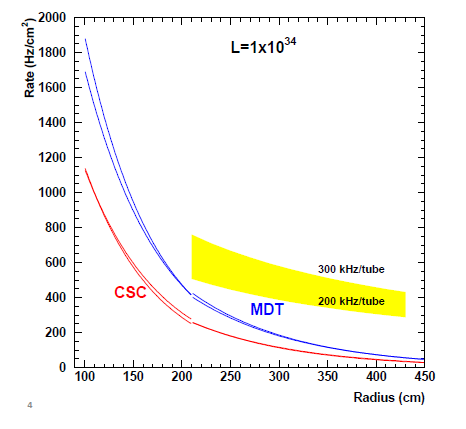 Rate (Hz/cm²)
2000
1800
1600
1400
1200
1000
800
600
400
200
0
L=1x10³⁴
300 kHz/tube
200 kHz/tube
CSC
MDT
100 150 200 250 300 350 400 450
Radius (cm)
4